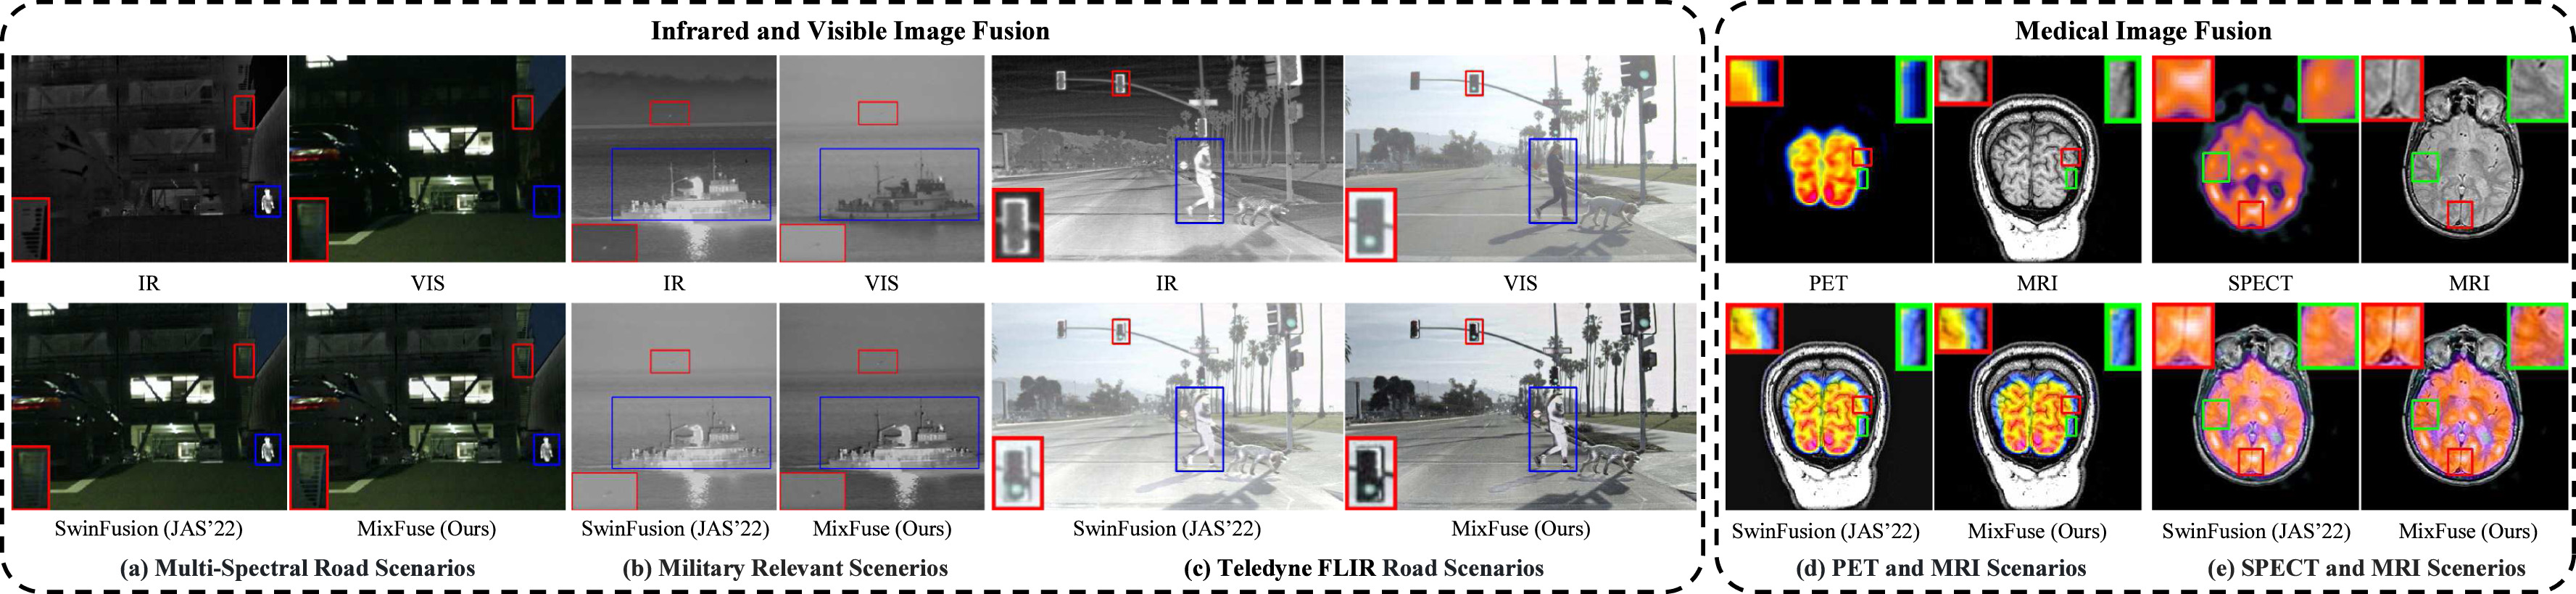 Infrared and Visible Image Fusion
Medical Image Fusion
IR
VIS
IR
VIS
IR
VIS
PET
MRI
SPECT
MRI
SwinFusion (JAS’22)
MixFuse (Ours)
SwinFusion (JAS’22)
MixFuse (Ours)
SwinFusion (JAS’22)
MixFuse (Ours)
SwinFusion (JAS’22)
MixFuse (Ours)
SwinFusion (JAS’22)
MixFuse (Ours)
(a) Multi-Spectral Road Scenarios
(b) Military Relevant Scenerios
(c) Teledyne FLIR Road Scenarios
(d) PET and MRI Scenarios
(e) SPECT and MRI Scenerios